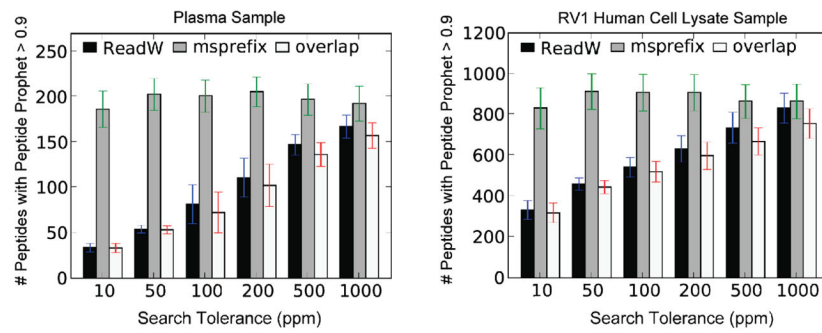 Plasma Sample
# Peptides with Peptide Prophet > 0.9
250
200
150
100
50
0
ReadW msprefix overlap
10 50 100 200 500 1000
Search Tolerance (ppm)
RV1 Human Cell Lysate Sample
# Peptides with Peptide Prophet > 0.9
1200
1000
800
600
400
200
0
ReadW msprefix overlap
10 50 100 200 500 1000
Search Tolerance (ppm)